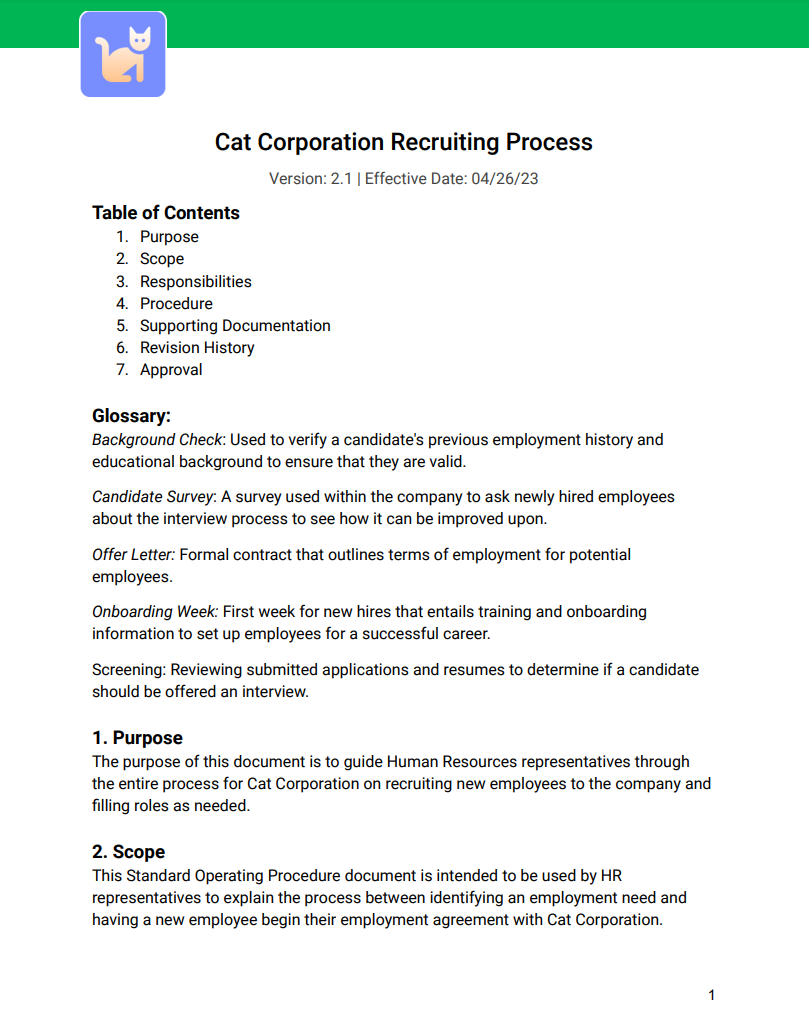 Cat Corporation Recruiting Process
Version: 2.1 | Effective Date: 04/26/23
Table of Contents
1. Purpose
2. Scope
3. Responsibilities
4. Procedure
5. Supporting Documentation
6. Revision History
7. Approval
Glossary:
Background Check: Used to verify a candidate's previous employment history and
educational background to ensure that they are valid.
Candidate Survey: A survey used within the company to ask newly hired employees
about the interview process to see how it can be improved upon.
Offer Letter: Formal contract that outlines terms of employment for potential
employees.
Onboarding Week: First week for new hires that entails training and onboarding
information to set up employees for a successful career.
Screening: Reviewing submitted applications and resumes to determine if a candidate
should be offered an interview.
1. Purpose
The purpose of this document is to guide Human Resources representatives through
the entire process for Cat Corporation on recruiting new employees to the company and
filling roles as needed.
2. Scope
This Standard Operating Procedure document is intended to be used by HR
representatives to explain the process between identifying an employment need and
having a new employee begin their employment agreement with Cat Corporation.
1